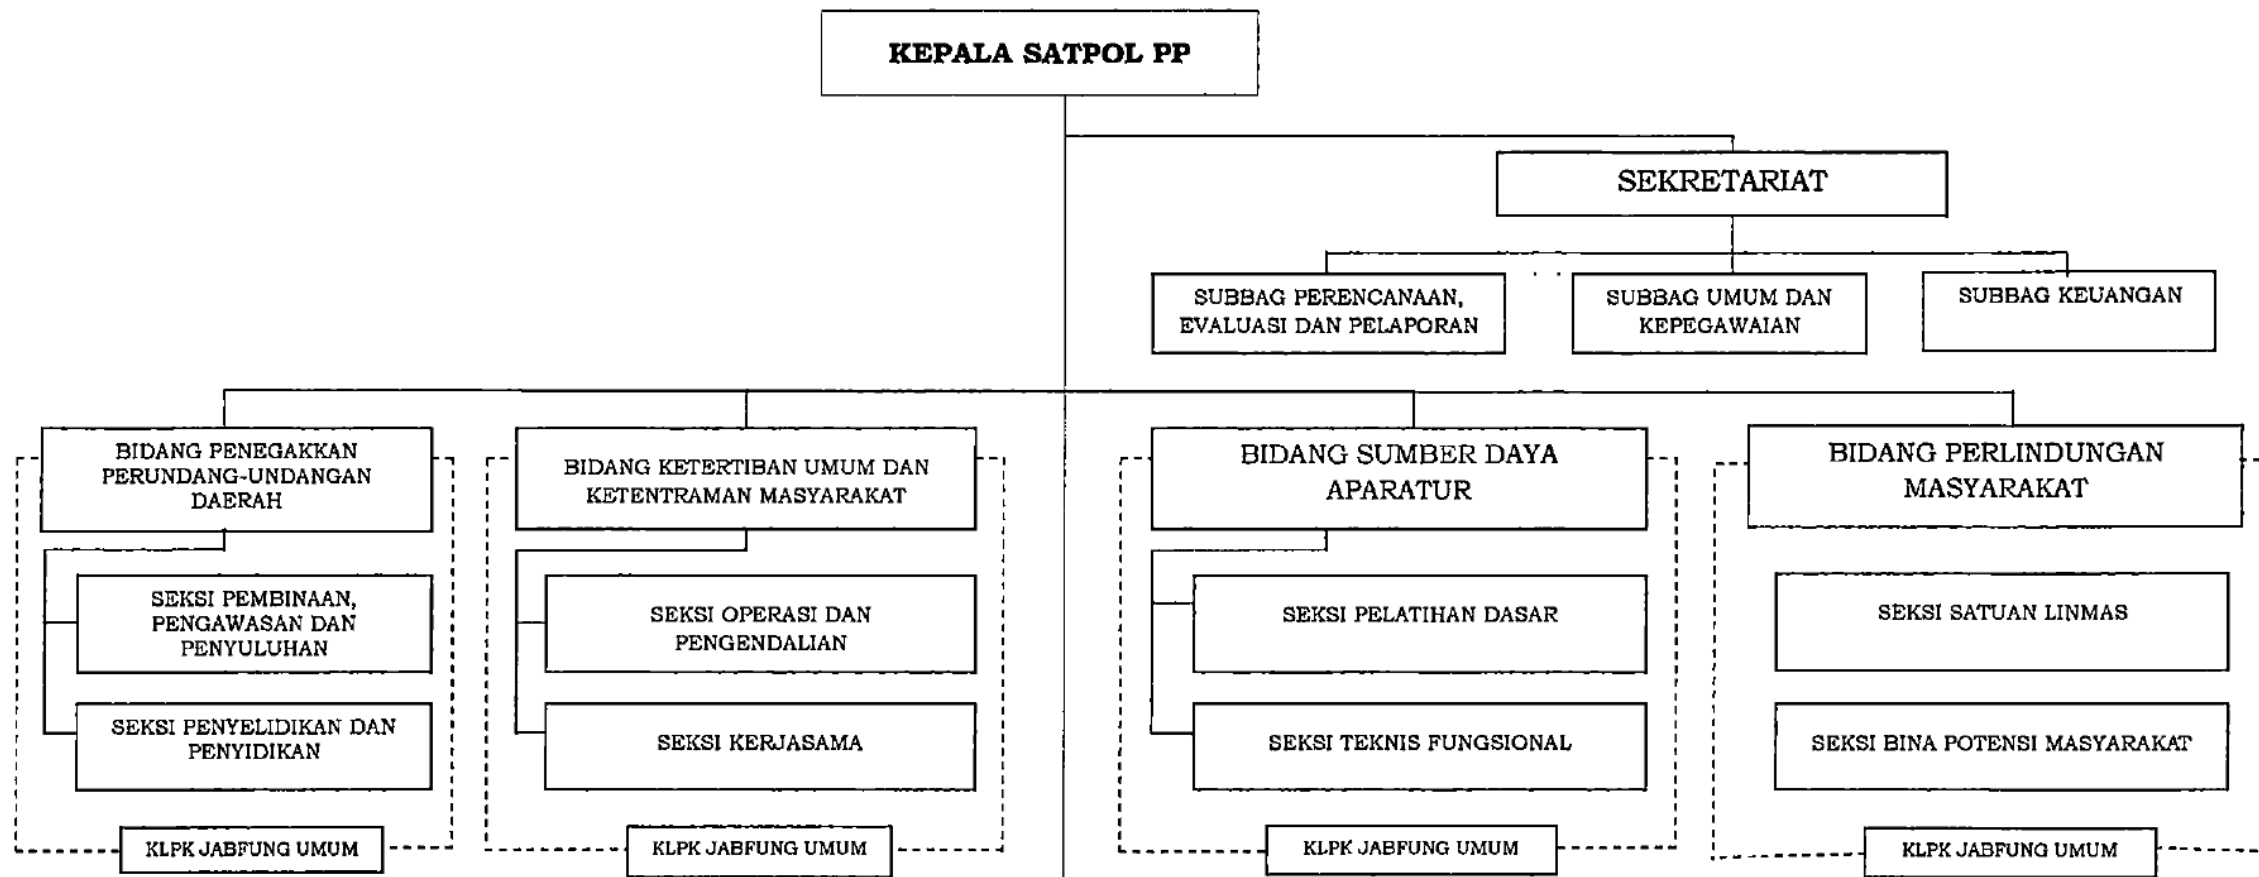 KEPALA SATPOL PP
SEKRETARIAT
SUBBAG PERENCANAAN,
EVALUASI DAN PELAPORAN
SUBBAG UMUM DAN
KEPEGAWAIAN
SUBBAG KEUANGAN
BIDANG PENEGAKKAN
PERUNDANG-UNDANGAN
DAERAH
BIDANG KETERTIBAN UMUM DAN
KETENTRAMAN MASYARAKAT
BIDANG SUMBER DAYA
APARATUR
BIDANG PERLINDUNGAN
MASYARAKAT
SEKSI PEMBINAAN,
PENGAWASAN DAN
PENYULUHAN
SEKSI OPERASI DAN
PENGENDALIAN
SEKSI PELATIHAN DASAR
SEKSI SATUAN LINMAS
SEKSI PENYELIDIKAN DAN
PENYIDIKAN
SEKSI KERJASAMA
SEKSI TEKNIS FUNGSIONAL
SEKSI BINA POTENSI MASYARAKAT
KLPK JABFUNG UMUM
KLPK JABFUNG UMUM
KLPK JABFUNG UMUM
KLPK JABFUNG UMUM